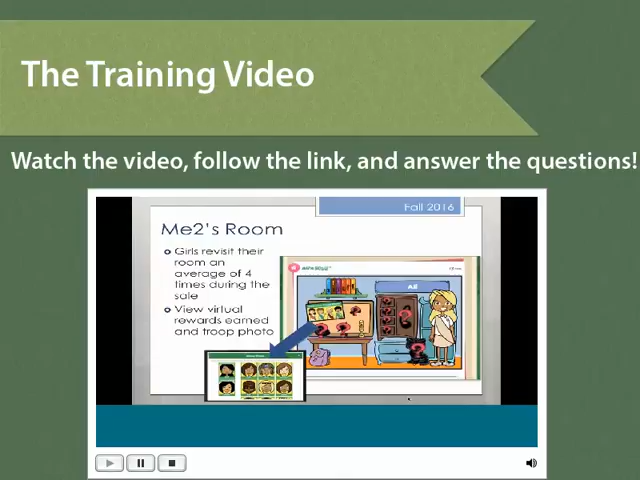 The Training Video
Watch the video, follow the link, and answer the questions!
Fall 2016
Me2's Room
Girls revisit their
room an
average of 4
times during the
sale
View virtual
rewards earned
and troop photo